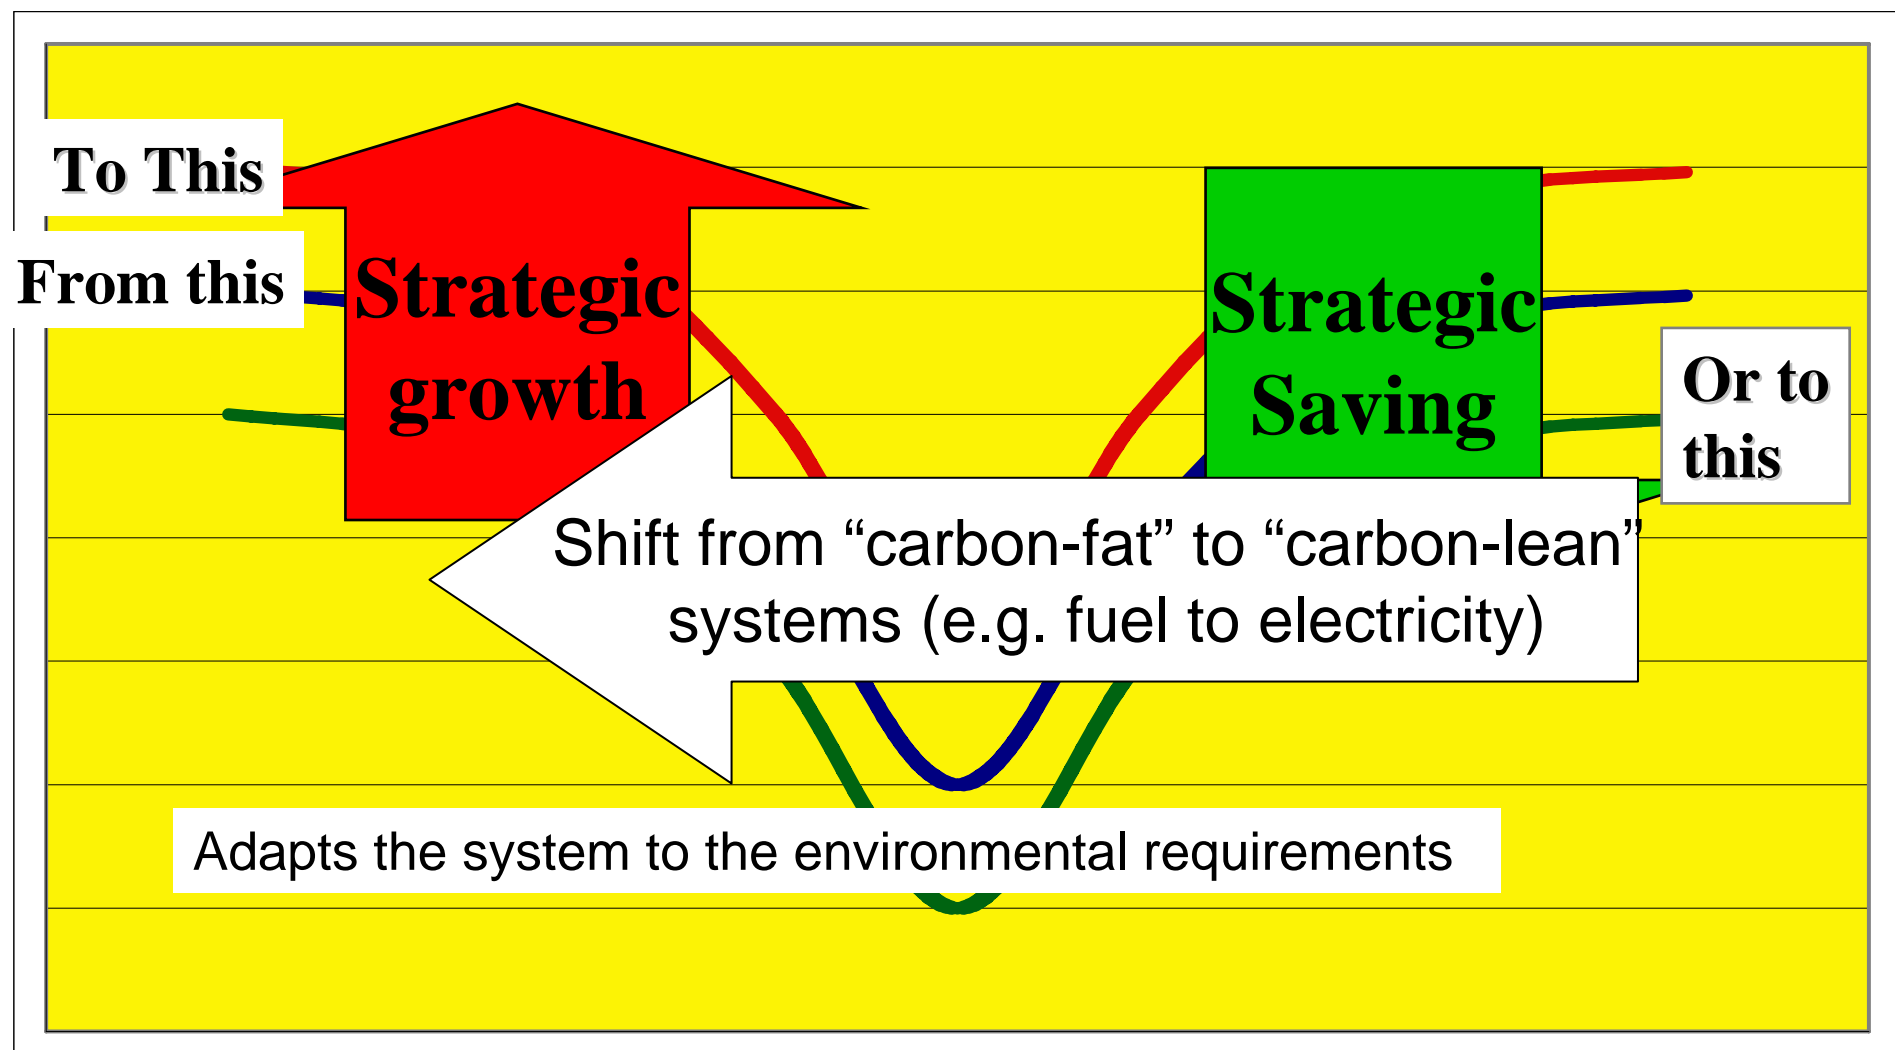 To This
From this
Strategic
growth
Strategic
Saving
Or to
this
Shift from “carbon-fat” to “carbon-lean”
systems (e.g. fuel to electricity)
Adapts the system to the environmental requirements